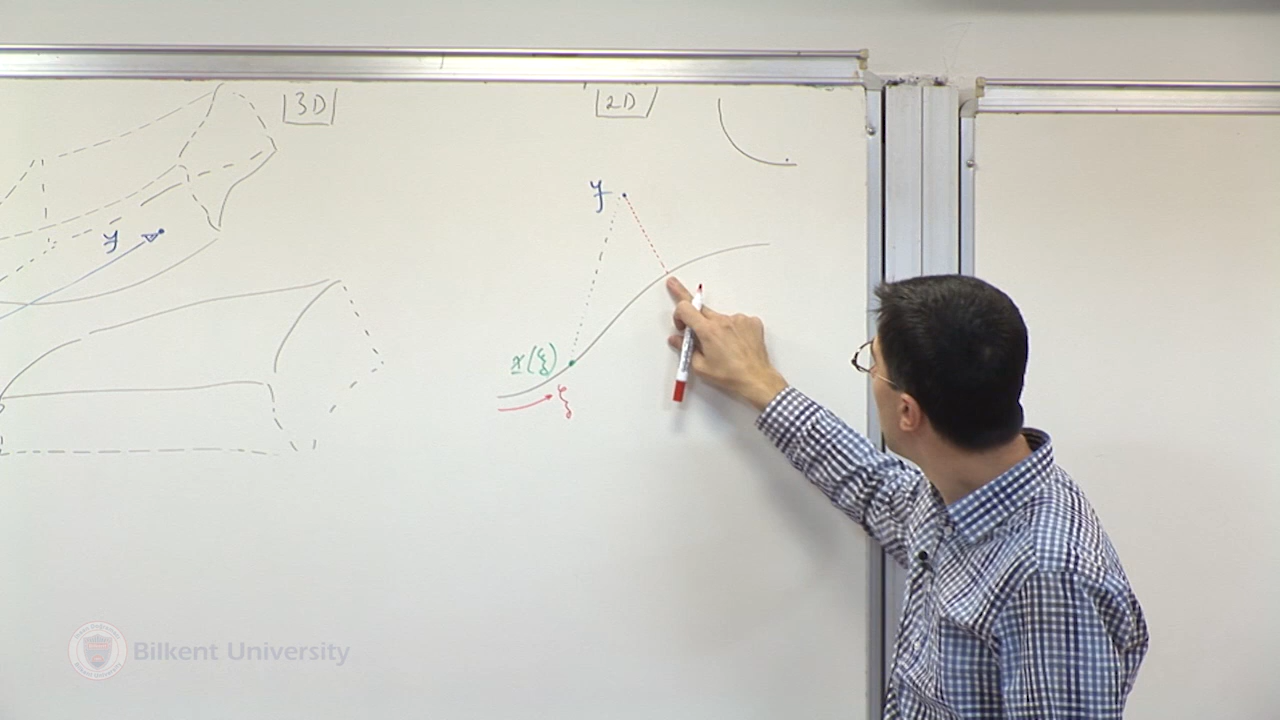 3D
2D
y
y
x(ξ)
ξ
Bilkent University